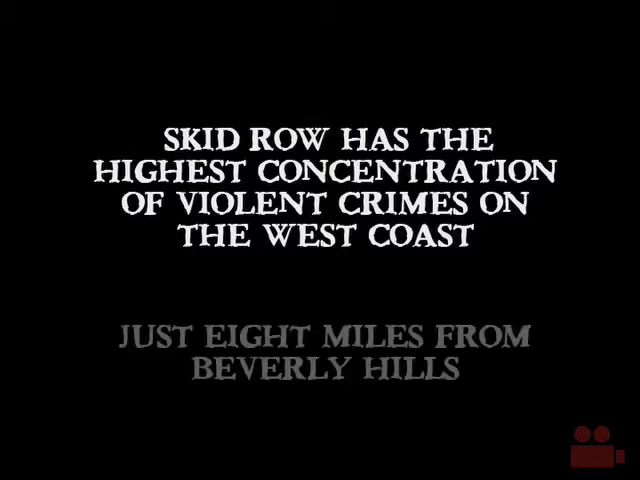 SKID ROW HAS THE
HIGHEST CONCENTRATION
OF VIOLENT CRIMES ON
THE WEST COAST
JUST EIGHT MILES FROM
BEVERLY HILLS